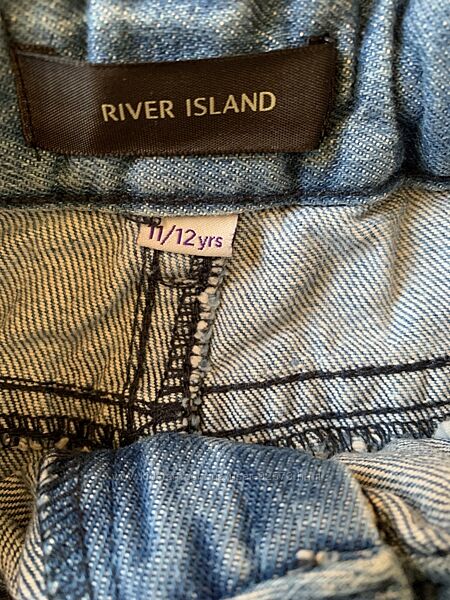 RIVER ISLAND
11/12 yrs